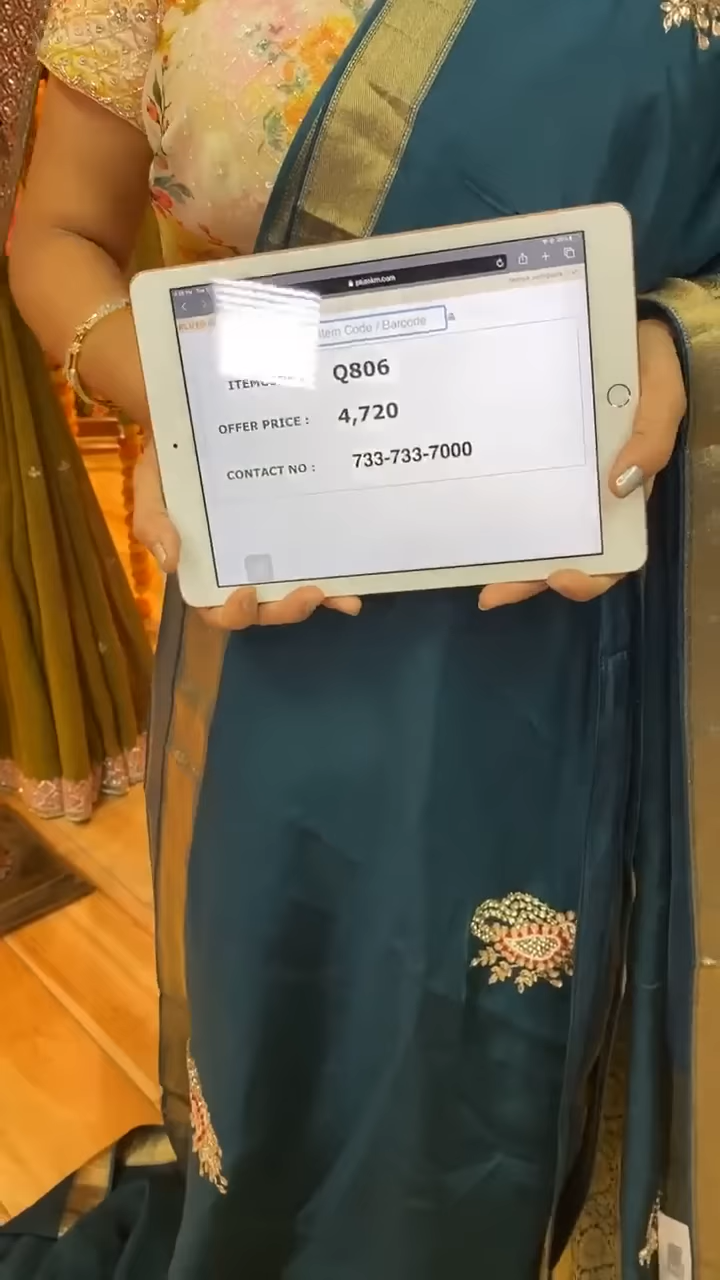 Item Code / Barcode
Q806
OFFER PRICE :
4,720
CONTACT NO :
733-733-7000